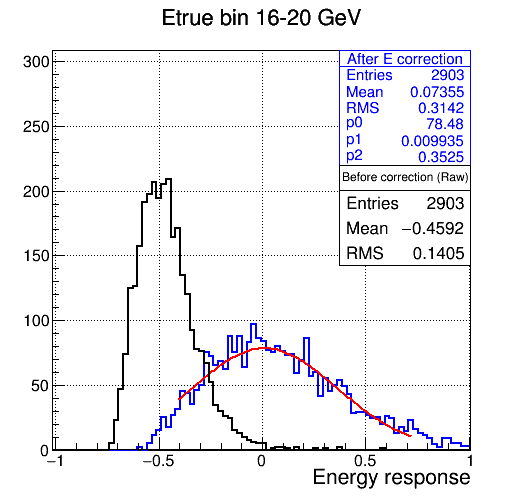 Etrue bin 16-20 GeV
After E correction
Entries 2903
Mean 0.07355
RMS 0.3142
p0 78.48
p1 0.009935
p2 0.3525
Before correction (Raw)
Entries 2903
Mean −0.4592
RMS 0.1405
300
250
200
150
100
50
0
−1 −0.5 0 0.5 1
Energy response